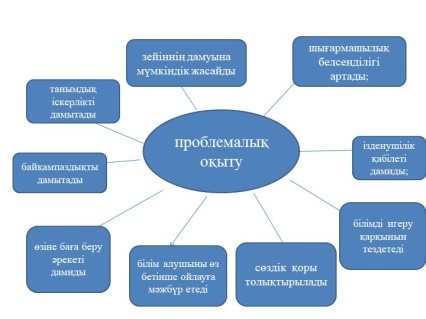 зейіннің дамуына
мүмкіндік жасайды
шығармашылық
белсенділігі
артады;
танымдық
іскерлікті
дамытады
проблемалық
оқыту
ізденушілік
қабілеті
дамиды;
байқампаздықты
дамытады
өзіне баға беру
әрекеті
дамиды
білім алушыны өз
бетінше ойлауға
мәжбүр етеді
сөздік қоры
толықтырылады
білімді игеру
қарқынын
тездетеді